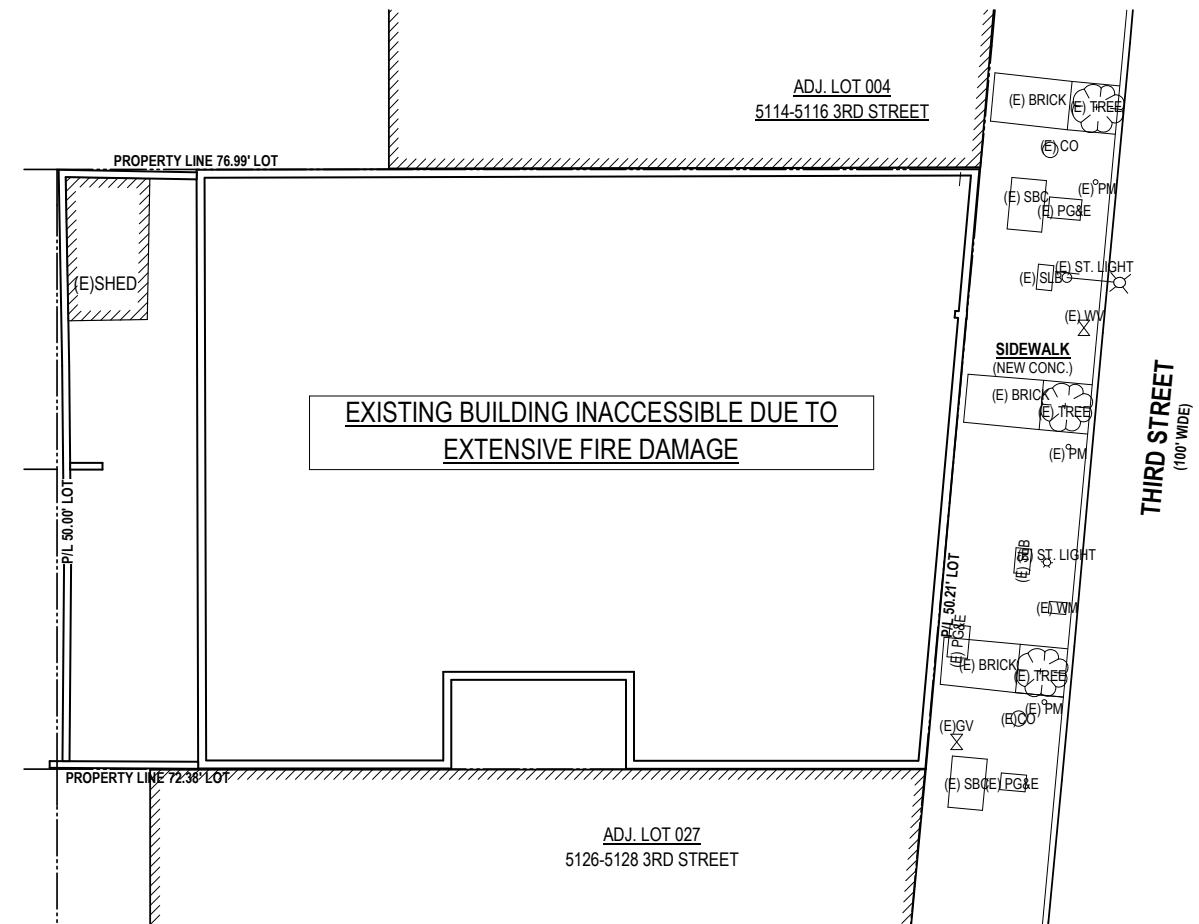 ADJ. LOT 004
5114-5116 3RD STREET
(E) BRICK
(E) TREE
(E) CO
PROPERTY LINE 76.99' LOT
(E) SBC
(E) PM
(E) PG&E
(E)SHED
(E) ST. LIGHT
(E) WV
SIDEWALK
(NEW CONC.)
(E) BRICK
(E) TREE
EXISTING BUILDING INACCESSIBLE DUE TO
EXTENSIVE FIRE DAMAGE
THIRD STREET
(100' WIDE)
(E) PM
P/L 50.00' LOT
(E) ST. LIGHT
P/L 50.21' LOT
(E) WM
(E) PG&E
(E) BRICK
(E) TREE
(E) PM
(E)CO
(E)GV
PROPERTY LINE 72.38' LOT
(E) SBC
(E) PG&E
ADJ. LOT 027
5126-5128 3RD STREET